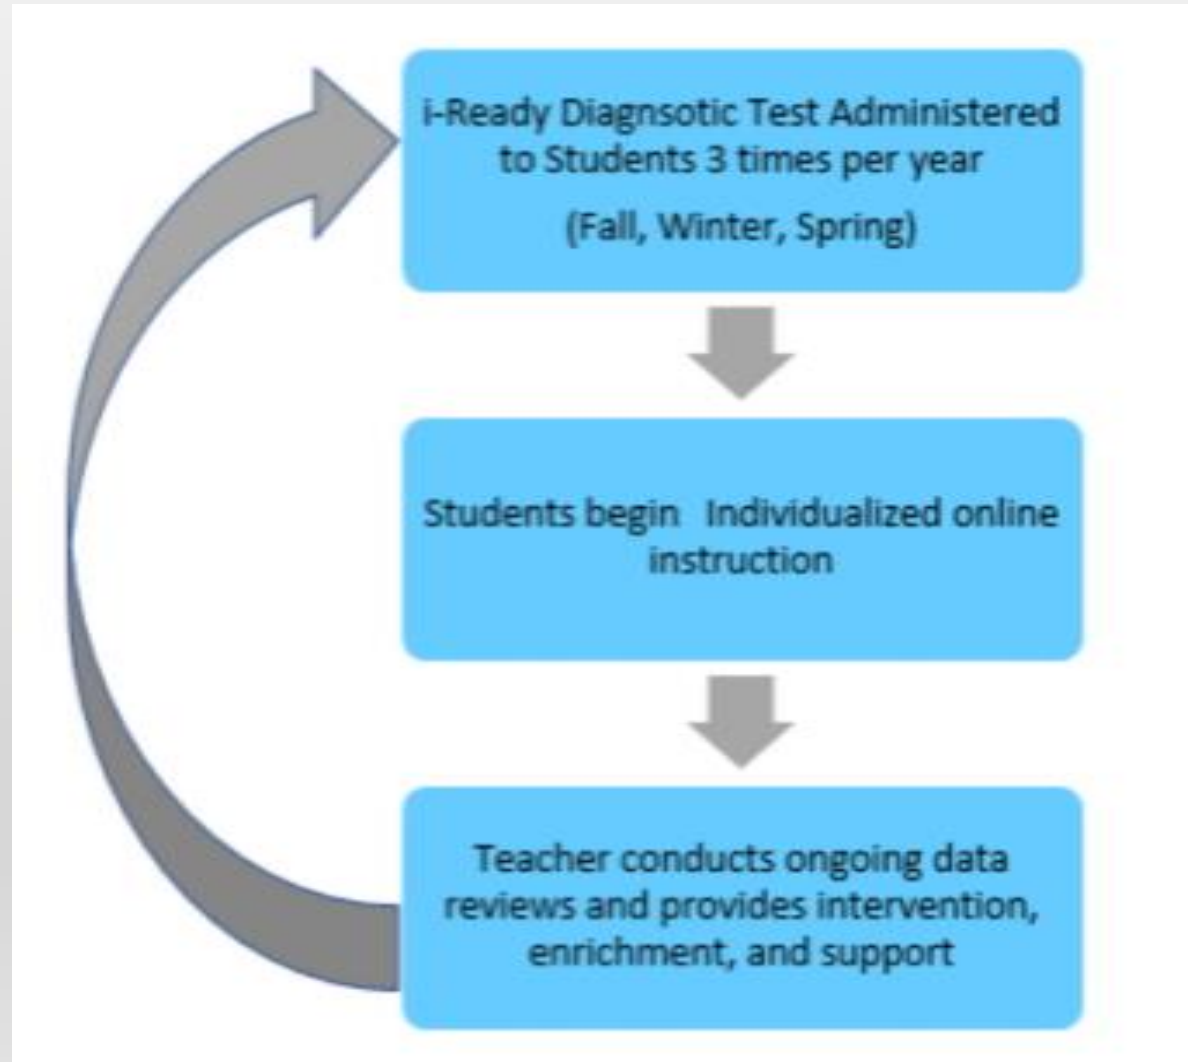 i-Ready Diagnsotic Test Administered
to Students 3 times per year
(Fall, Winter, Spring)
Students begin  Individualized online
instruction
Teacher conducts ongoing data
reviews and provides intervention,
enrichment, and support